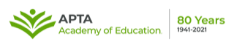 APTA
Academy of Education.
80 Years
1941-2021